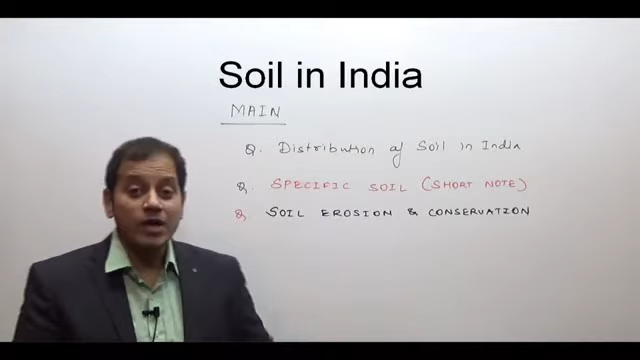 Soil in India
MAIN
Q. Distribution of Soil in India
Q. SPECIFIC SOIL (SHORT NOTE)
Q SOIL EROSION & CONSERVATION